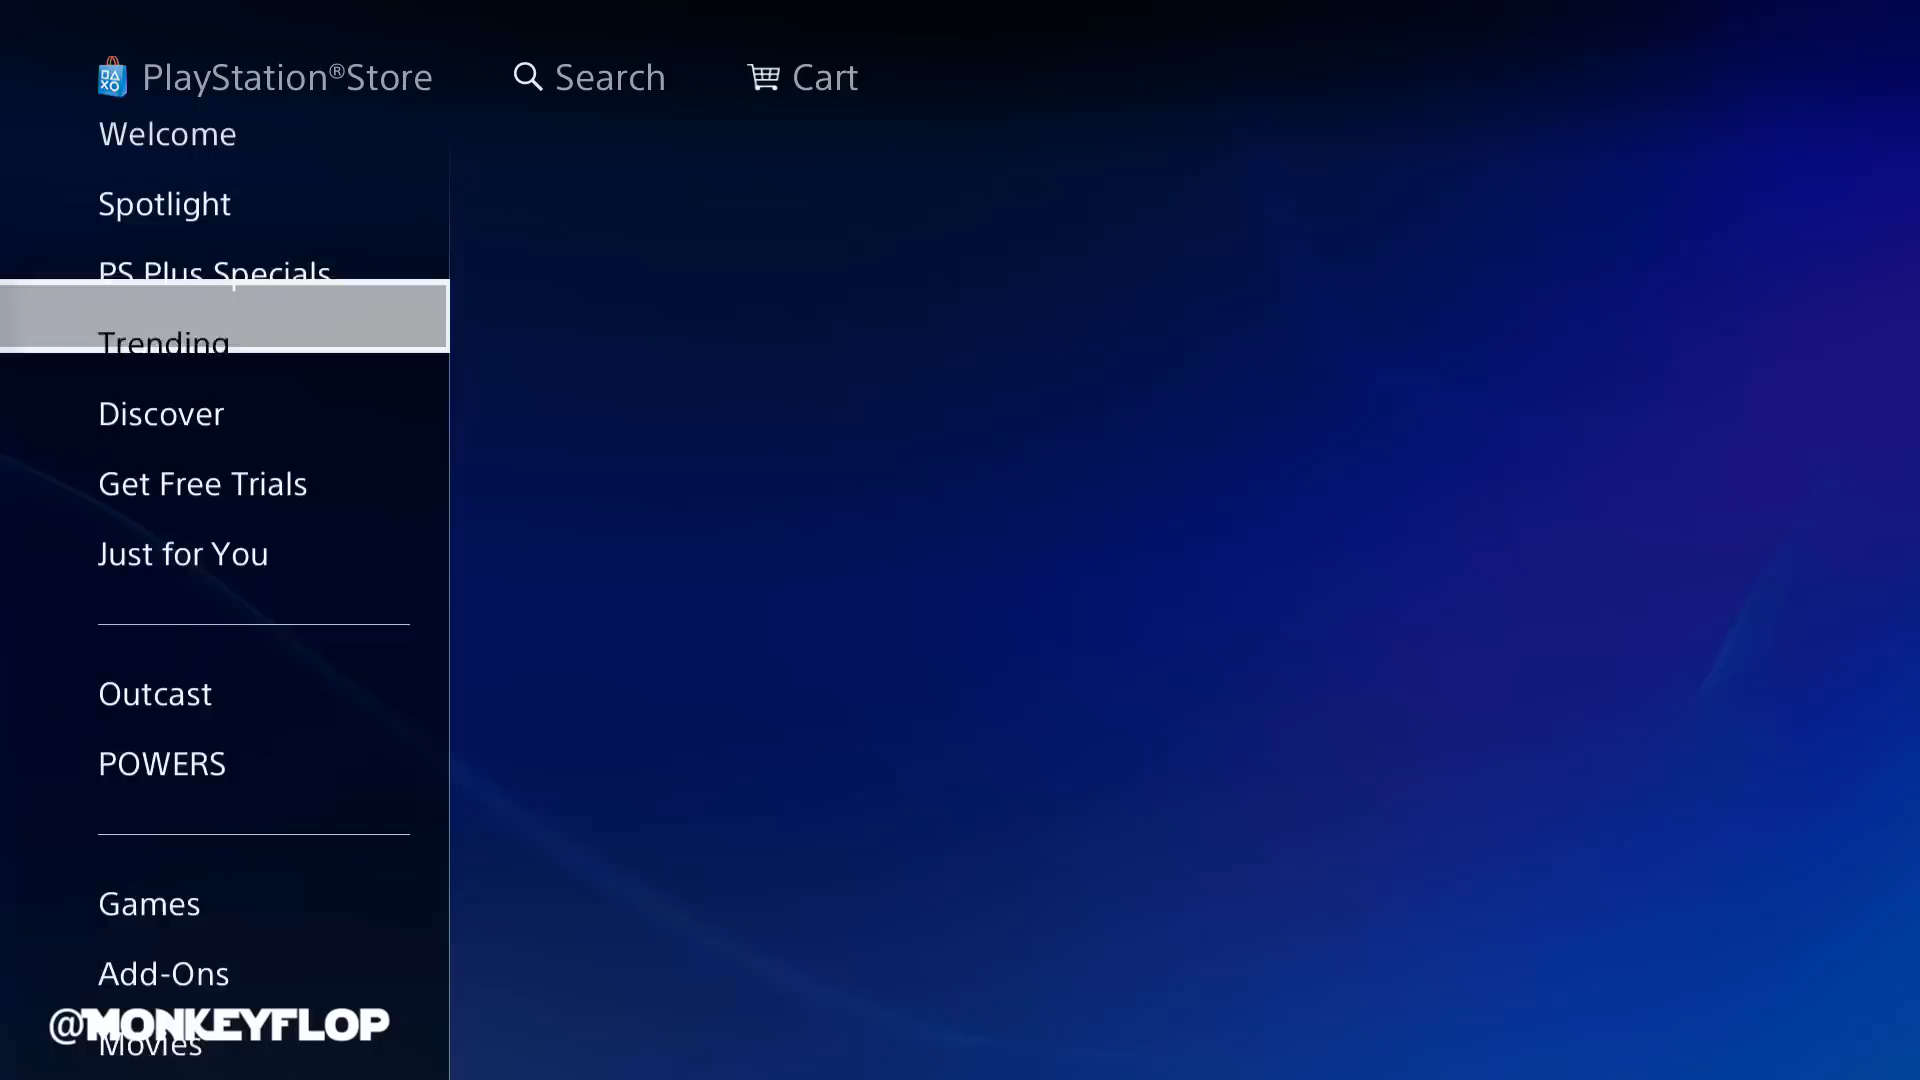 PlayStation®Store
Search
Cart
Welcome
Spotlight
PS Plus Specials
Trending
Discover
Get Free Trials
Just for You
Outcast
POWERS
Games
Add-Ons
@MONKEYFLOP
Movies